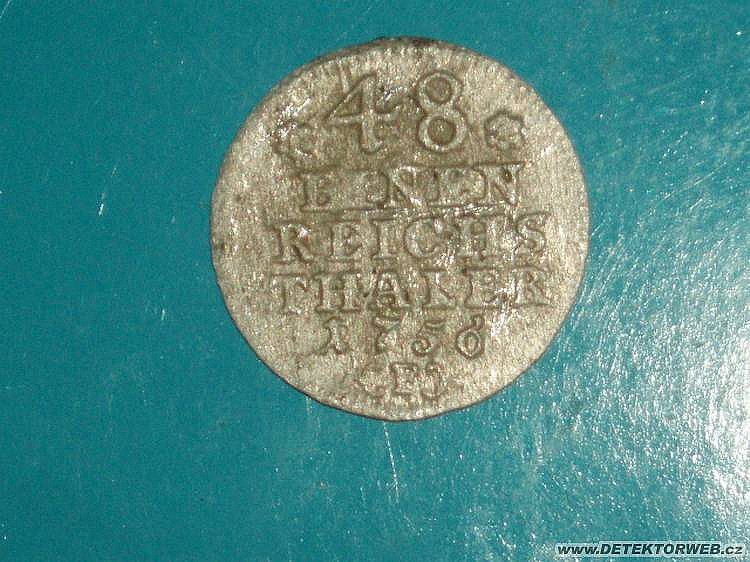 48
EINEN
REICHS
THALER
1756
www.DETEKTORWEB.cz